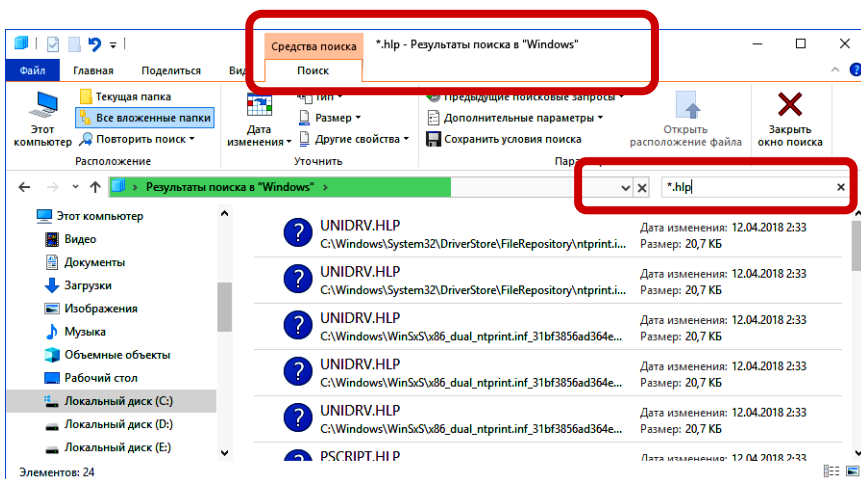 Средства поиска
*.hlp - Результаты поиска в "Windows"
Файл Главная Поделиться Вид Поиск
Этот компьютер
Текущая папка
Все вложенные папки
Повторить поиск
Расположение
Дата изменения
Тип
Размер
Другие свойства
Уточнить
Предыдущие поисковые запросы
Дополнительные параметры
Сохранить условия поиска
Открыть расположение файла
Закрыть окно поиска
Результаты поиска в "Windows"
*.hlp
Этот компьютер
Видео
Документы
Загрузки
Изображения
Музыка
Объемные объекты
Рабочий стол
Локальный диск (C:)
Локальный диск (D:)
Локальный диск (E:)
UNIDRV.HLP
C:\Windows\System32\DriverStore\FileRepository\ntprint.i...
Дата изменения: 12.04.2018 2:33
Размер: 20,7 КБ
UNIDRV.HLP
C:\Windows\System32\DriverStore\FileRepository\ntprint.i...
Дата изменения: 12.04.2018 2:33
Размер: 20,7 КБ
UNIDRV.HLP
C:\Windows\WinSxS\x86_dual_ntprint.inf_31bf3856ad364e...
Дата изменения: 12.04.2018 2:33
Размер: 20,7 КБ
UNIDRV.HLP
C:\Windows\WinSxS\x86_dual_ntprint.inf_31bf3856ad364e...
Дата изменения: 12.04.2018 2:33
Размер: 20,7 КБ
UNIDRV.HLP
C:\Windows\WinSxS\x86_dual_ntprint.inf_31bf3856ad364e...
Дата изменения: 12.04.2018 2:33
Размер: 20,7 КБ
PSCRIPT.HLP
Дата изменения: 12.04.2018 2:33
Элементов: 24